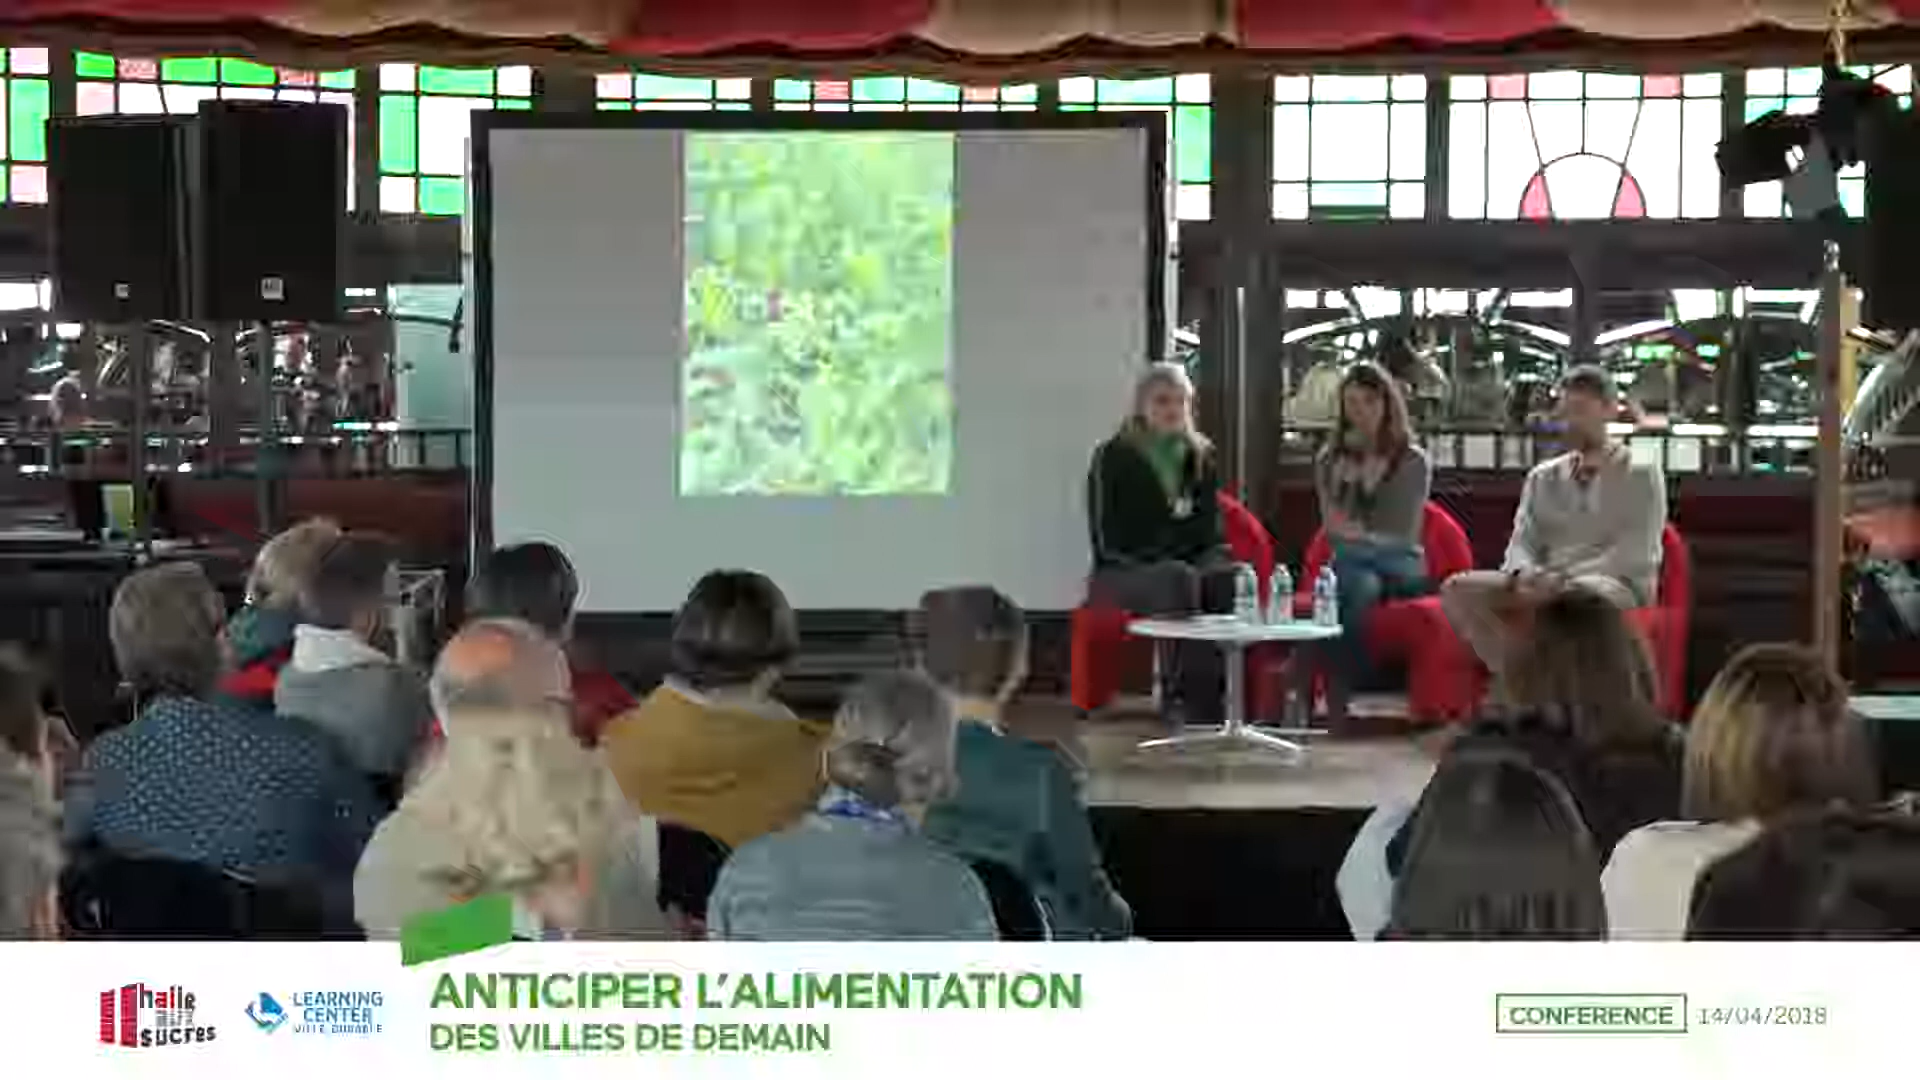 halle
aux
sucres
LEARNING
CENTER
VILLE DURABLE
ANTICIPER L'ALIMENTATION
DES VILLES DE DEMAIN
CONFERENCE
14/04/2018